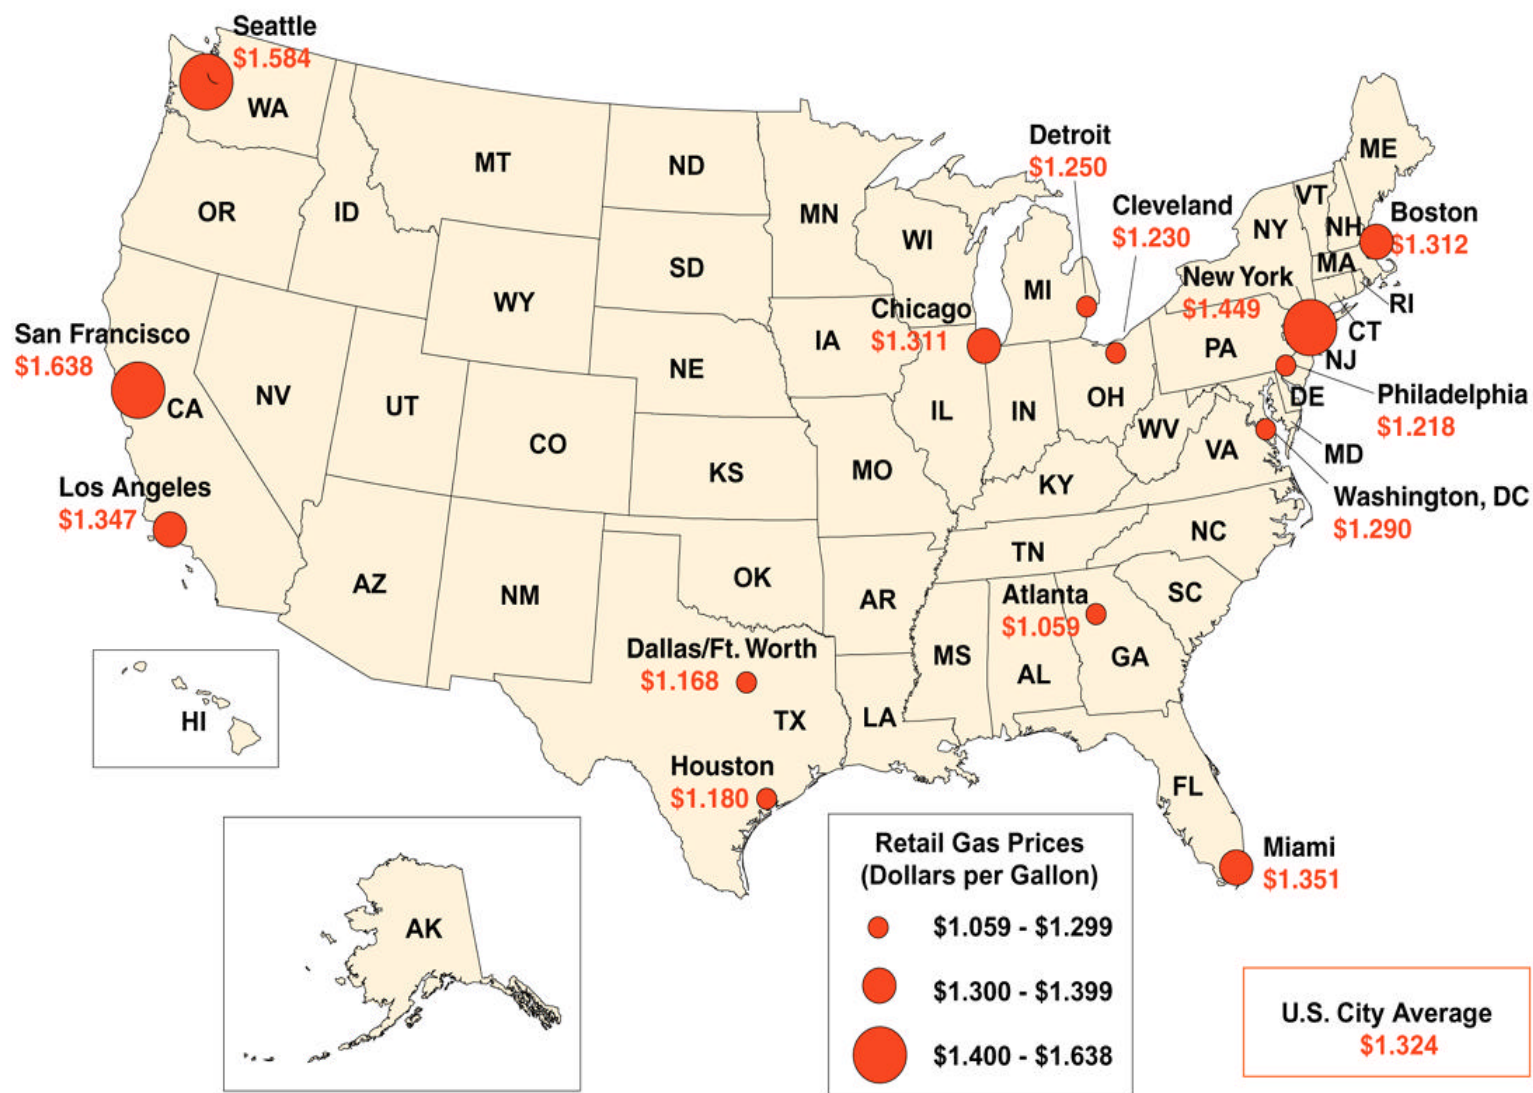 Seattle
$1.584
WA
MT
ND
MN
OR
ID
WI
SD
WY
MI
Detroit
$1.250
Cleveland
$1.230
ME
VT
NH
NY
Boston
$1.312
MA
RI
CT
New York
$1.449
NJ
Chicago
$1.311
San Francisco
$1.638
CA
NV
UT
CO
NE
IA
IL
IN
OH
PA
DE
Philadelphia
$1.218
WV
VA
MD
Washington, DC
$1.290
KS
MO
KY
Los Angeles
$1.347
AZ
NM
OK
AR
TN
NC
SC
Atlanta
$1.059
GA
MS
AL
Dallas/Ft. Worth
$1.168
TX
LA
HI
Houston
$1.180
FL
Miami
$1.351
AK
Retail Gas Prices
(Dollars per Gallon)
$1.059 - $1.299
$1.300 - $1.399
$1.400 - $1.638
U.S. City Average
$1.324